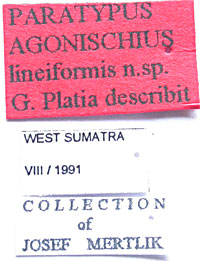 PARATYPUS
AGONISCHIUS
lineiformis n.sp.
G. Platia describit
WEST SUMATRA
VIII / 1991
COLLECTION
of
JOSEF MERTLIK